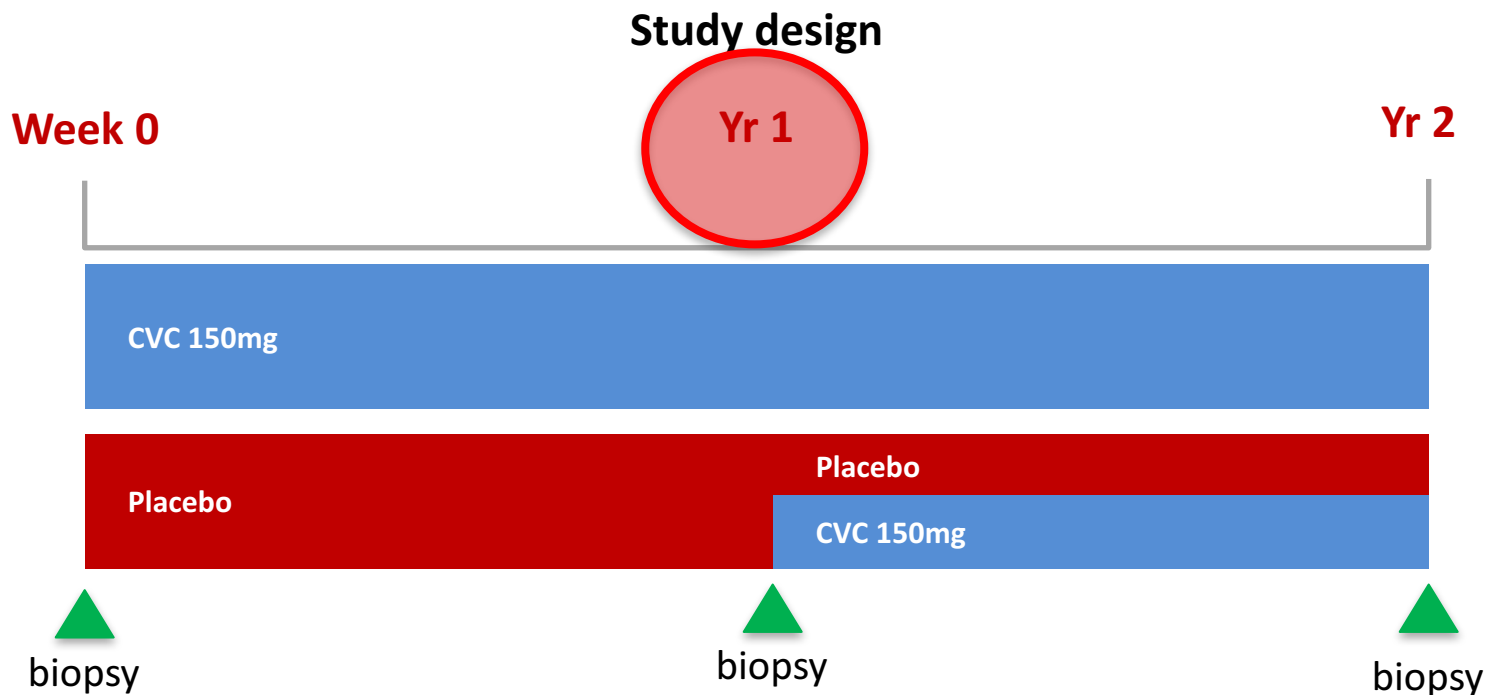 Study design
Week 0
Yr 1
Yr 2
CVC 150mg
Placebo
Placebo
CVC 150mg
biopsy
biopsy
biopsy